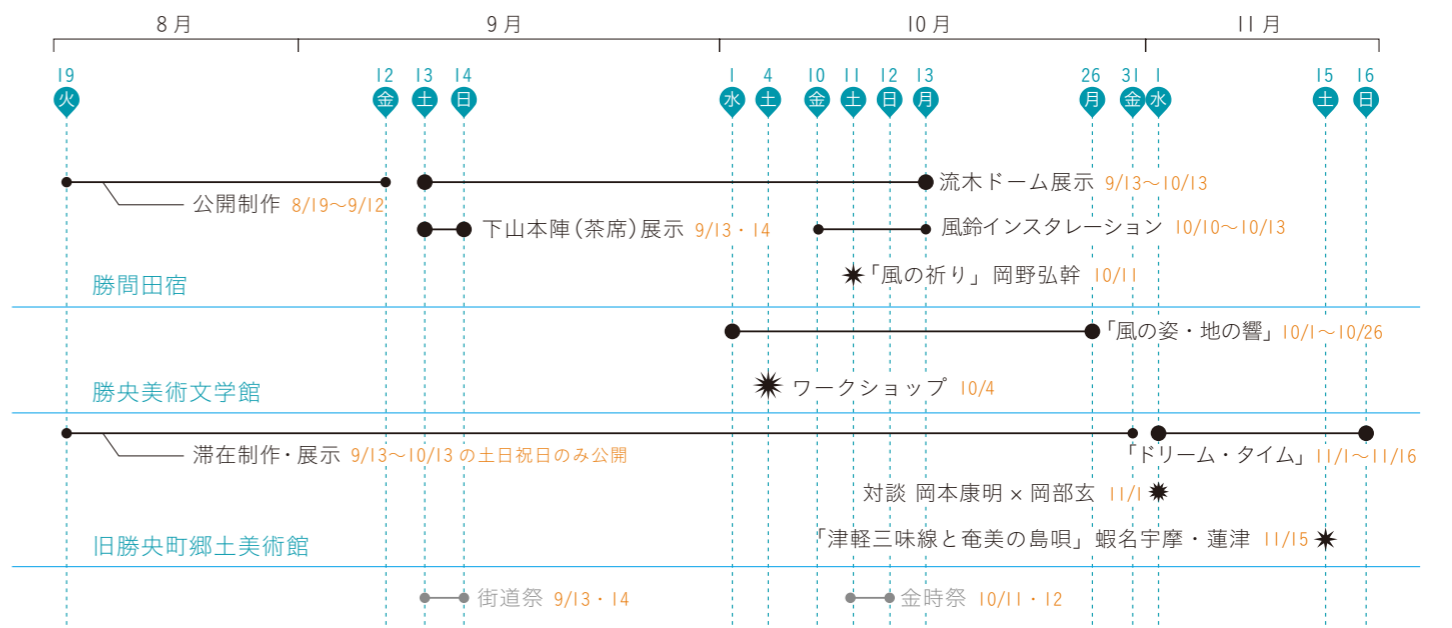 8月 9月 10月 11月
19 12 13 14 1 4 10 11 12 13 26 31 1 15 16
火 金 土 日 水 土 金 土 日 月 月 金 水 土 日
流木ドーム展示 9/13～10/13
公開制作 8/19～9/12
下山本陣（茶席）展示 9/13・14
風鈴インスタレーション 10/10～10/13
「風の祈り」岡野弘幹 10/11
勝間田宿
「風の姿・地の響」10/1～10/26
ワークショップ 10/4
勝央美術文学館
滞在制作・展示 9/13～10/13 の土日祝日のみ公開
「ドリーム・タイム」11/1～11/16
対談 岡本康明 × 岡部玄 11/1
「津軽三味線と奄美の島唄」蝦名宇摩・蓮津 11/15
旧勝央町郷土美術館
街道祭 9/13・14
金時祭 10/11・12